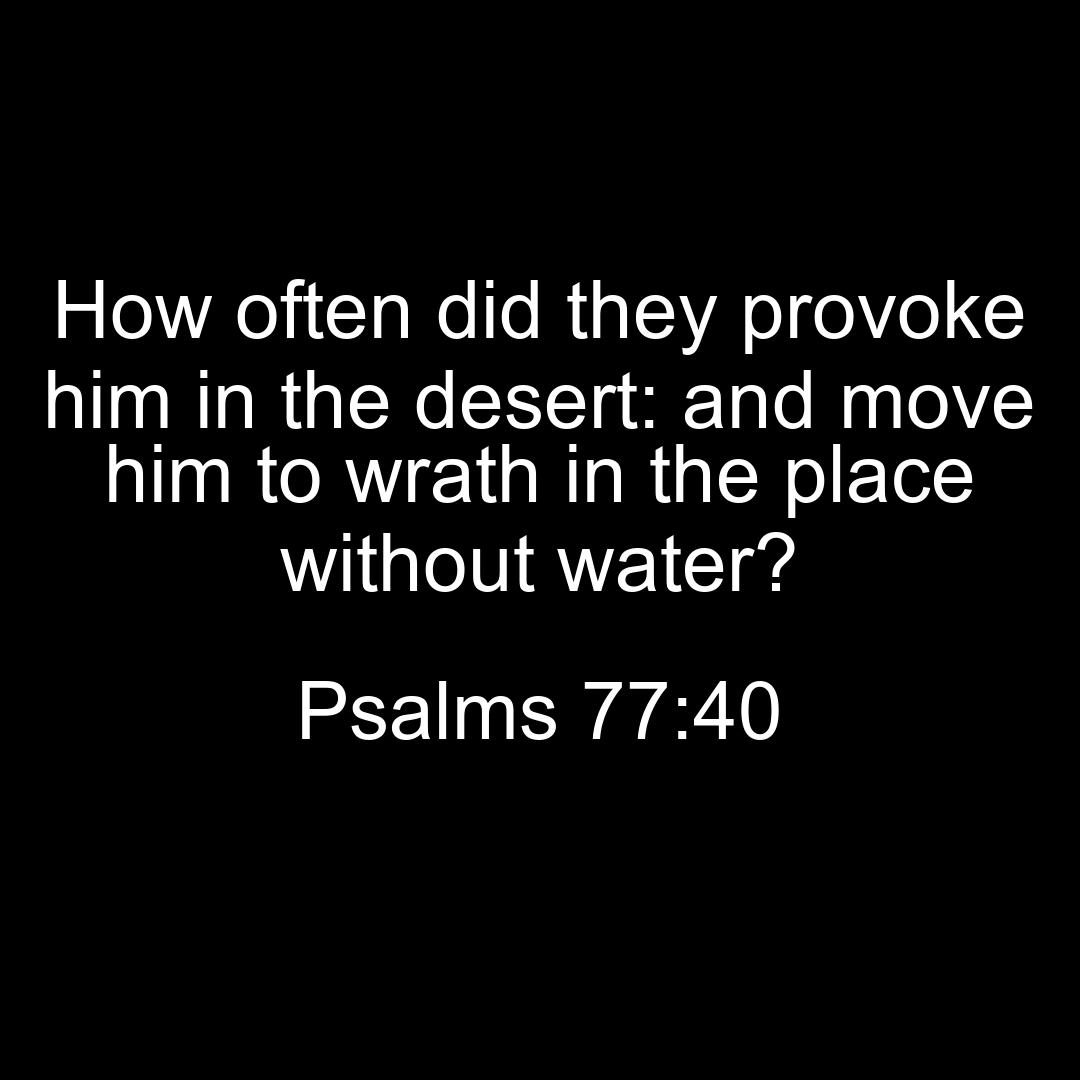 How often did they provoke
him in the desert: and move
him to wrath in the place
without water?
Psalms 77:40